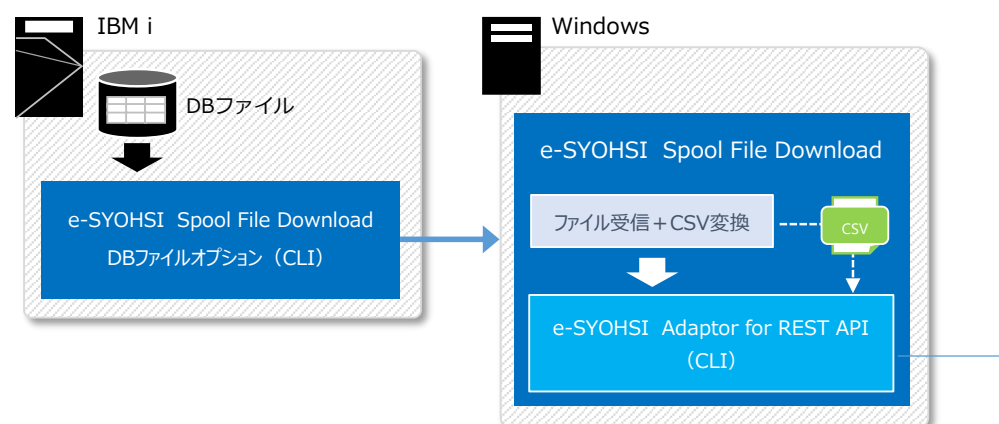 IBM i
DBファイル
e-SYOHSI Spool File Download
DBファイルオプション（CLI）
Windows
e-SYOHSI Spool File Download
ファイル受信＋CSV変換
CSV
e-SYOHSI Adaptor for REST API
（CLI）